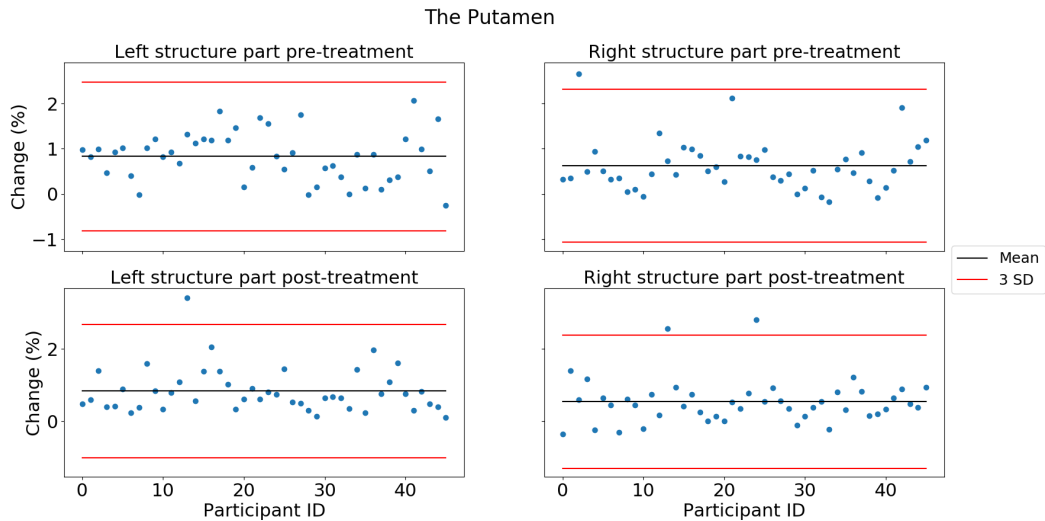 The Putamen
Left structure part pre-treatment
Right structure part pre-treatment
Change (%)
2
1
0
−1
Left structure part post-treatment
Right structure part post-treatment
Mean
3 SD
Change (%)
2
0
0
10
20
30
40
0
10
20
30
40
Participant ID
Participant ID